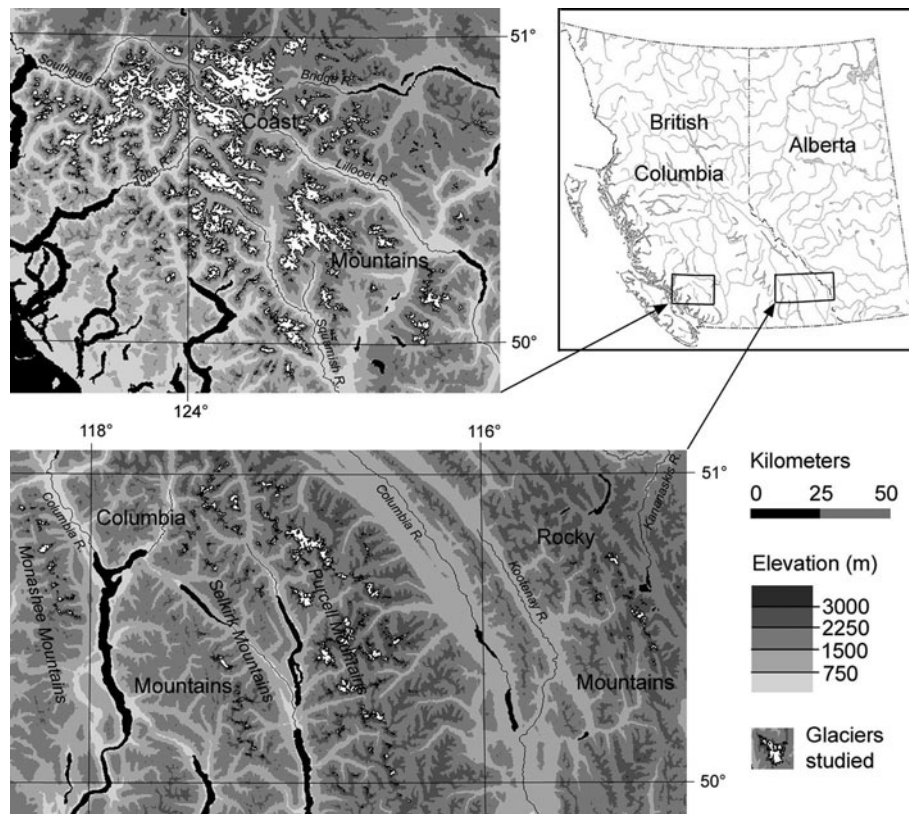 51°
Southgate R.
Bridge R.
Coast
Toba R.
Lillooet R.
Mountains
Squamish R.
50°
124°
British
Columbia
Alberta
118°
116°
51°
Columbia R.
Columbia
Monashee Mountains
Selkirk Mountains
Purcell Mountains
Mountains
Columbia R.
Kootenay R.
Rocky
Mountains
Kananaskis R.
50°
Kilometers
0 25 50
Elevation (m)
3000
2250
1500
750
Glaciers
studied